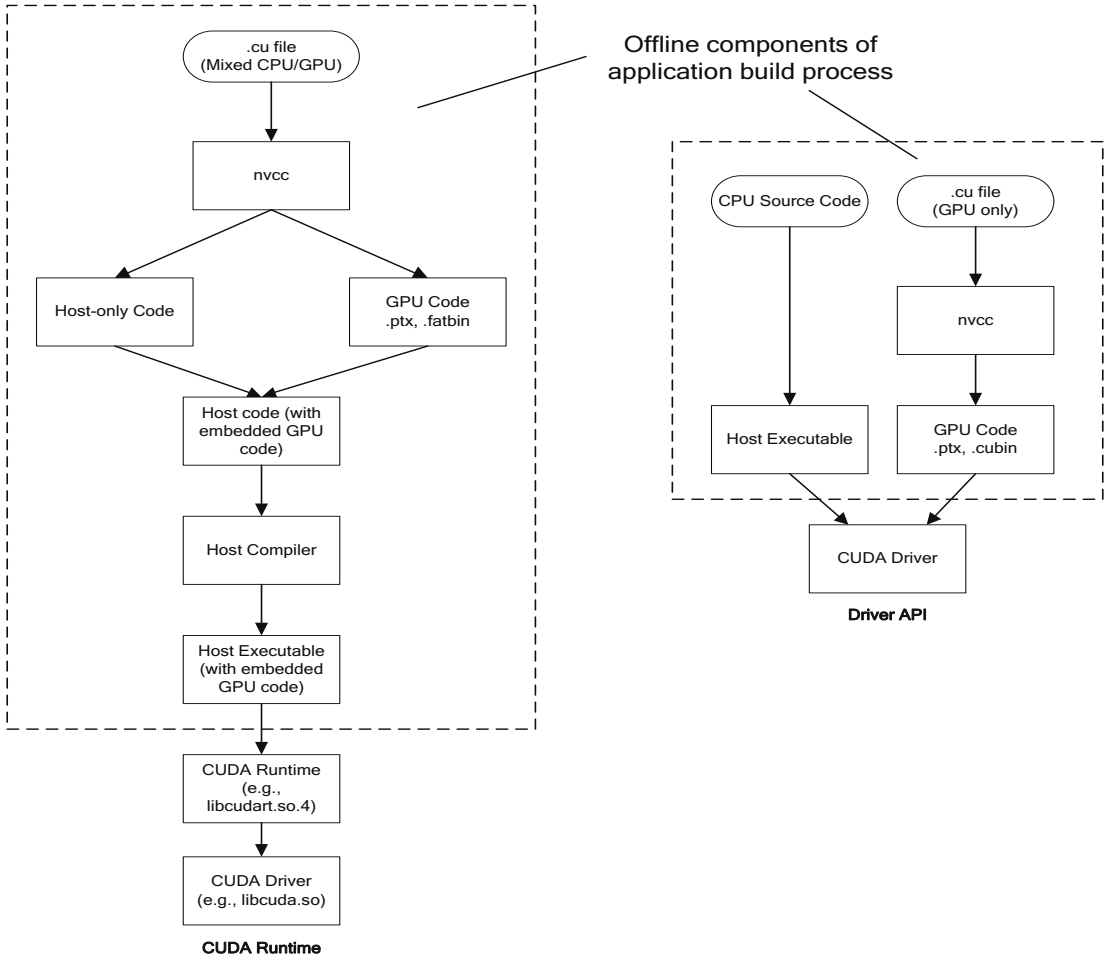 .cu file
(Mixed CPU/GPU)
Offline components of
application build process
nvcc
CPU Source Code
.cu file
(GPU only)
Host-only Code
GPU Code
.ptx, .fatbin
nvcc
Host code (with
embedded GPU
code)
Host Executable
GPU Code
.ptx, .cubin
Host Compiler
CUDA Driver
Driver API
Host Executable
(with embedded
GPU code)
CUDA Runtime
(e.g.,
libcudart.so.4)
CUDA Driver
(e.g., libcuda.so)
CUDA Runtime